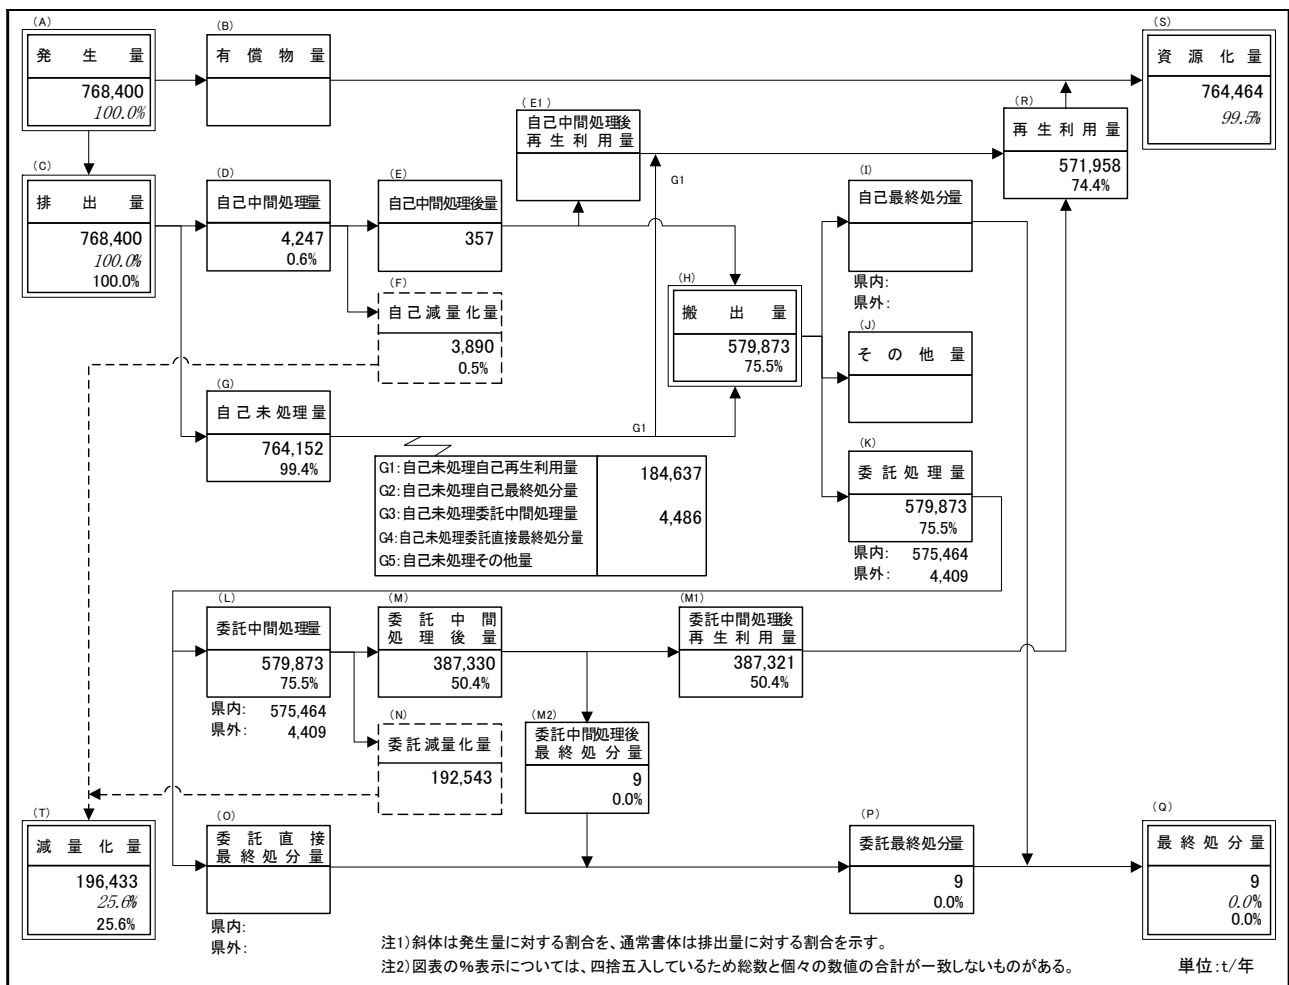 (A)
発生量
768,400
100.0%
(B)
有償物量
(S)
資源化量
764,464
99.5%
(E1)
自己中間処理後
再生利用量
(R)
再生利用量
571,958
74.4%
(C)
排出量
768,400
100.0%
100.0%
(D)
自己中間処理量
4,247
0.6%
(E)
自己中間処理後量
357
G1
(I)
自己最終処分量
県内:
県外:
(F)
自己減量化量
3,890
0.5%
(H)
搬出量
579,873
75.5%
(J)
その他量
(G)
自己未処理量
764,152
99.4%
G1
G1:自己未処理自己再生利用量 184,637
G2:自己未処理自己最終処分量
G3:自己未処理委託中間処理量 4,486
G4:自己未処理委託直接最終処分量
G5:自己未処理その他量
(K)
委託処理量
579,873
75.5%
県内: 575,464
県外: 4,409
(L)
委託中間処理量
579,873
75.5%
県内: 575,464
県外: 4,409
(M)
委託中間
処理後量
387,330
50.4%
(M1)
委託中間処理後
再生利用量
387,321
50.4%
(N)
委託減量化量
192,543
(M2)
委託中間処理後
最終処分量
9
0.0%
(T)
減量化量
196,433
25.6%
25.6%
(O)
委託直接
最終処分量
県内:
県外:
(P)
委託最終処分量
9
0.0%
(Q)
最終処分量
9
0.0%
0.0%
注1)斜体は発生量に対する割合を、通常書体は排出量に対する割合を示す。
注2)図表の%表示については、四捨五入しているため総数と個々の数値の合計が一致しないものがある。
単位:t/年